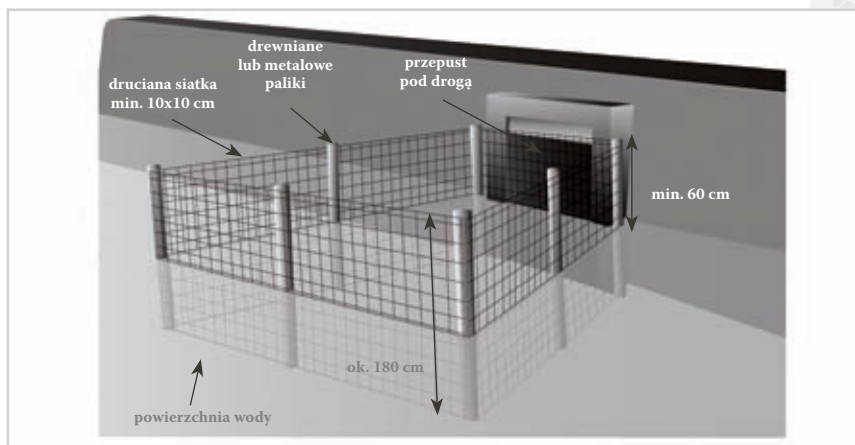 drewniane
lub metalowe
paliki
przepust
pod drogą
druciana siatka
min. 10x10 cm
min. 60 cm
ok. 180 cm
powierzchnia wody